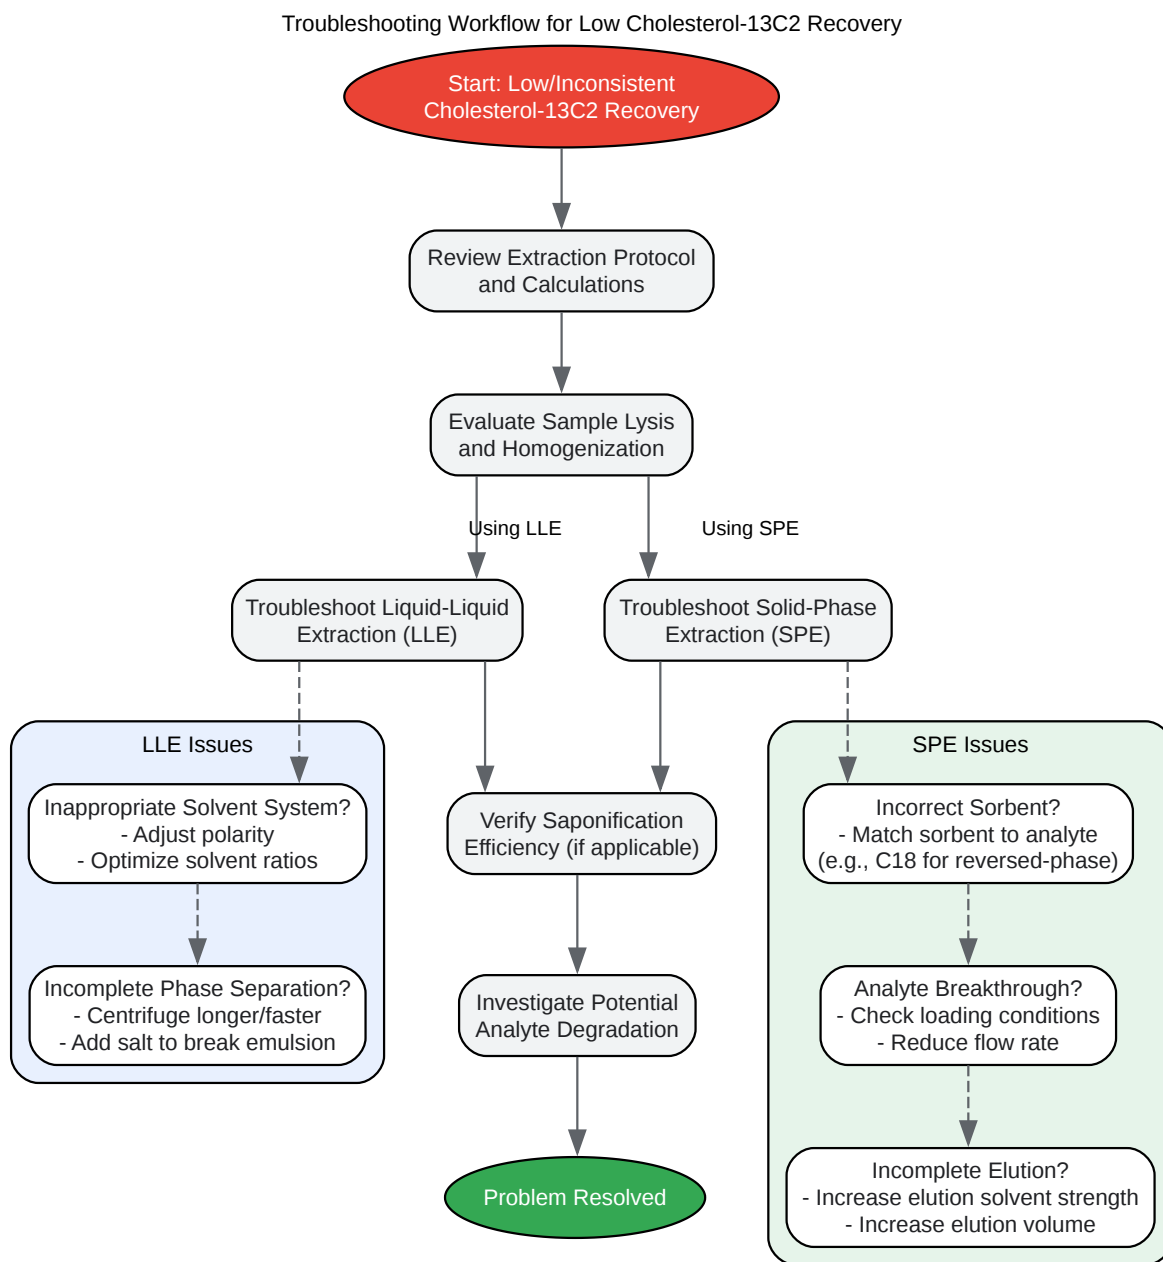 Troubleshooting Workflow for Low Cholesterol-13C2 Recovery
Start: Low/Inconsistent
Cholesterol-13C2 Recovery
Review Extraction Protocol
and Calculations
Evaluate Sample Lysis
and Homogenization
Using LLE
Using SPE
Troubleshoot Liquid-Liquid
Extraction (LLE)
Troubleshoot Solid-Phase
Extraction (SPE)
LLE Issues
Inappropriate Solvent System?
- Adjust polarity
- Optimize solvent ratios
Incomplete Phase Separation?
- Centrifuge longer/faster
- Add salt to break emulsion
Verify Saponification
Efficiency (if applicable)
Investigate Potential
Analyte Degradation
Problem Resolved
SPE Issues
Incorrect Sorbent?
- Match sorbent to analyte
(e.g., C18 for reversed-phase)
Analyte Breakthrough?
- Check loading conditions
- Reduce flow rate
Incomplete Elution?
- Increase elution solvent strength
- Increase elution volume